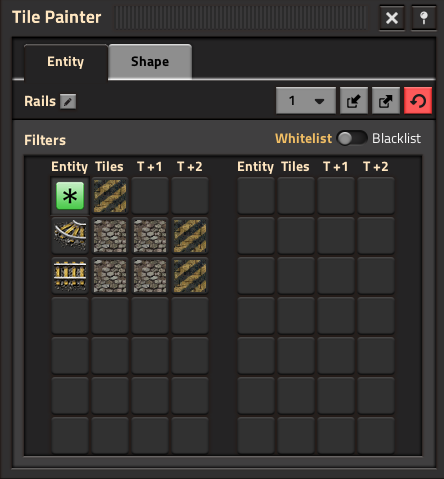 Tile Painter
Entity Shape
Rails 1
Filters Whitelist Blacklist
Entity Tiles T +1 T +2 Entity Tiles T +1 T +2
*